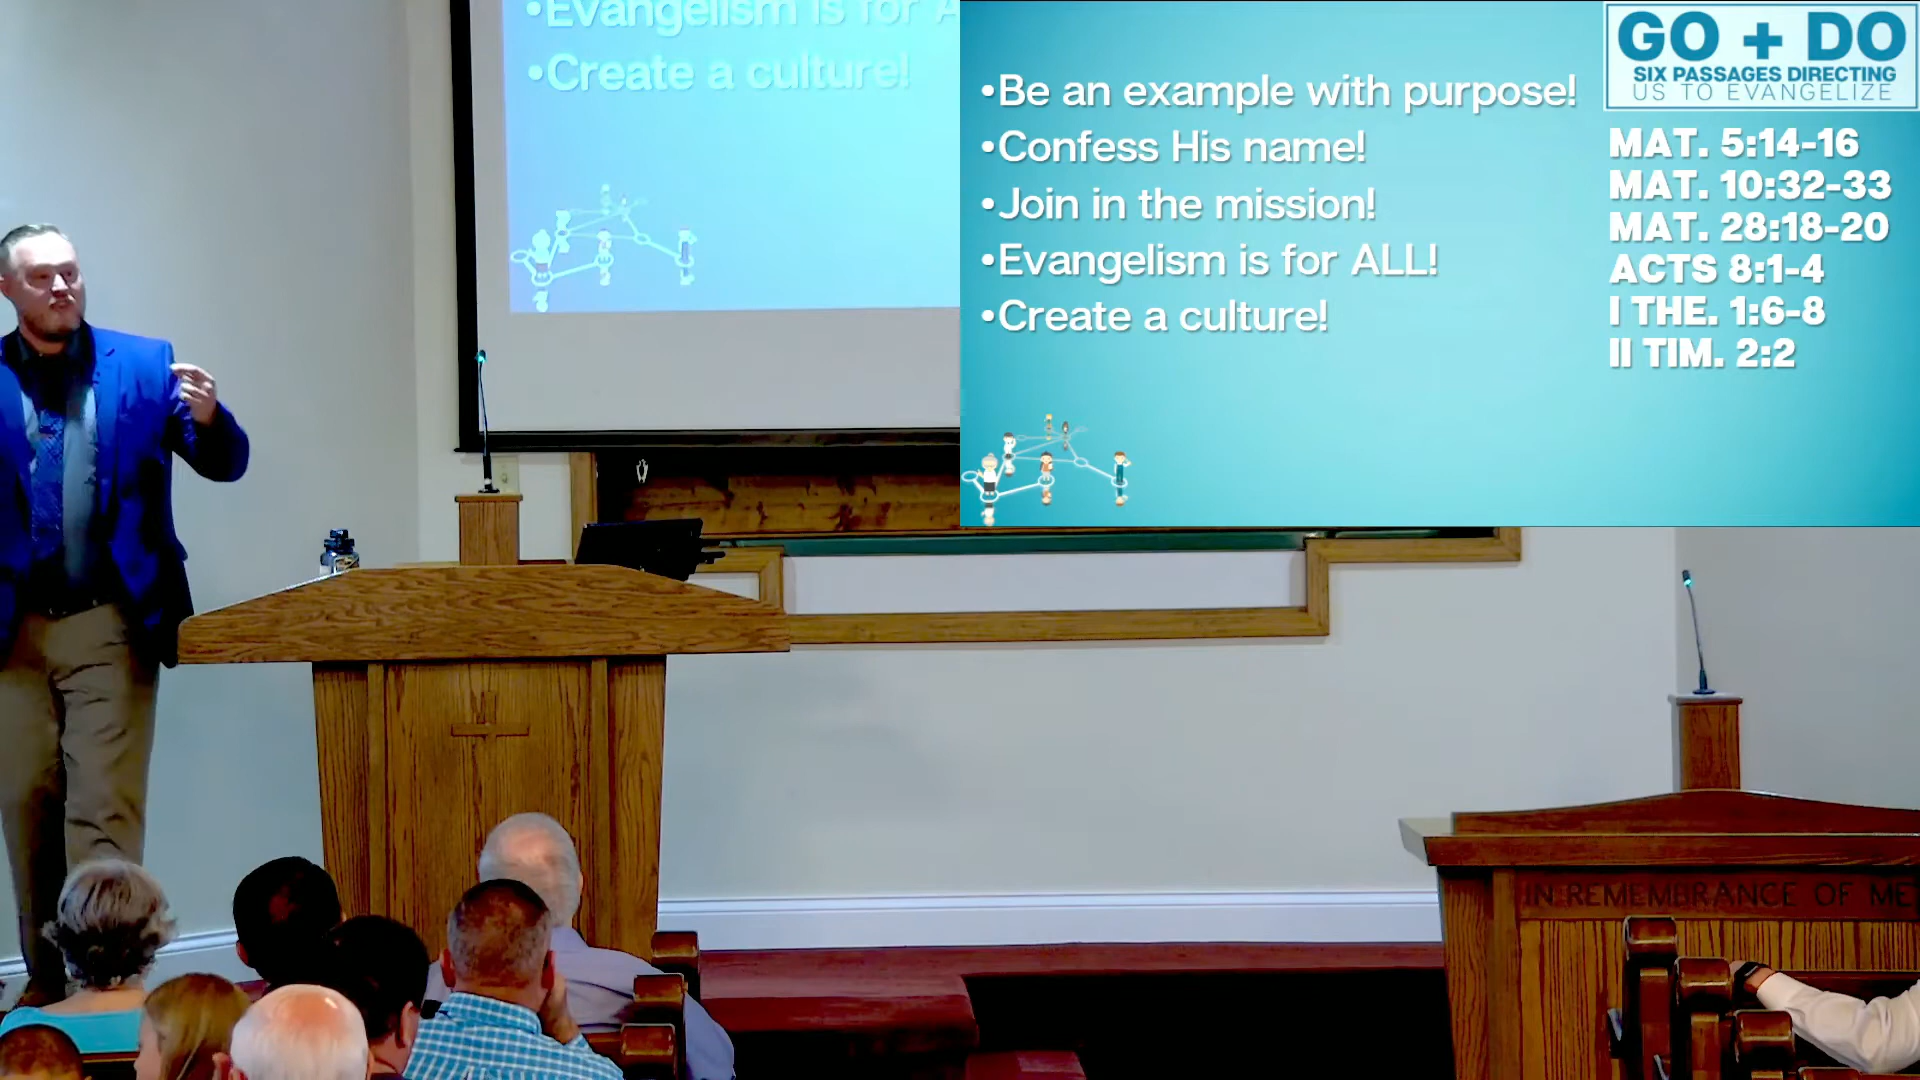 •Evangelism is for A
•Create a culture!
GO + DO
SIX PASSAGES DIRECTING
US TO EVANGELIZE
•Be an example with purpose!
•Confess His name!
•Join in the mission!
•Evangelism is for ALL!
•Create a culture!
MAT. 5:14-16
MAT. 10:32-33
MAT. 28:18-20
ACTS 8:1-4
I THE. 1:6-8
II TIM. 2:2
IN REMEMBRANCE OF ME